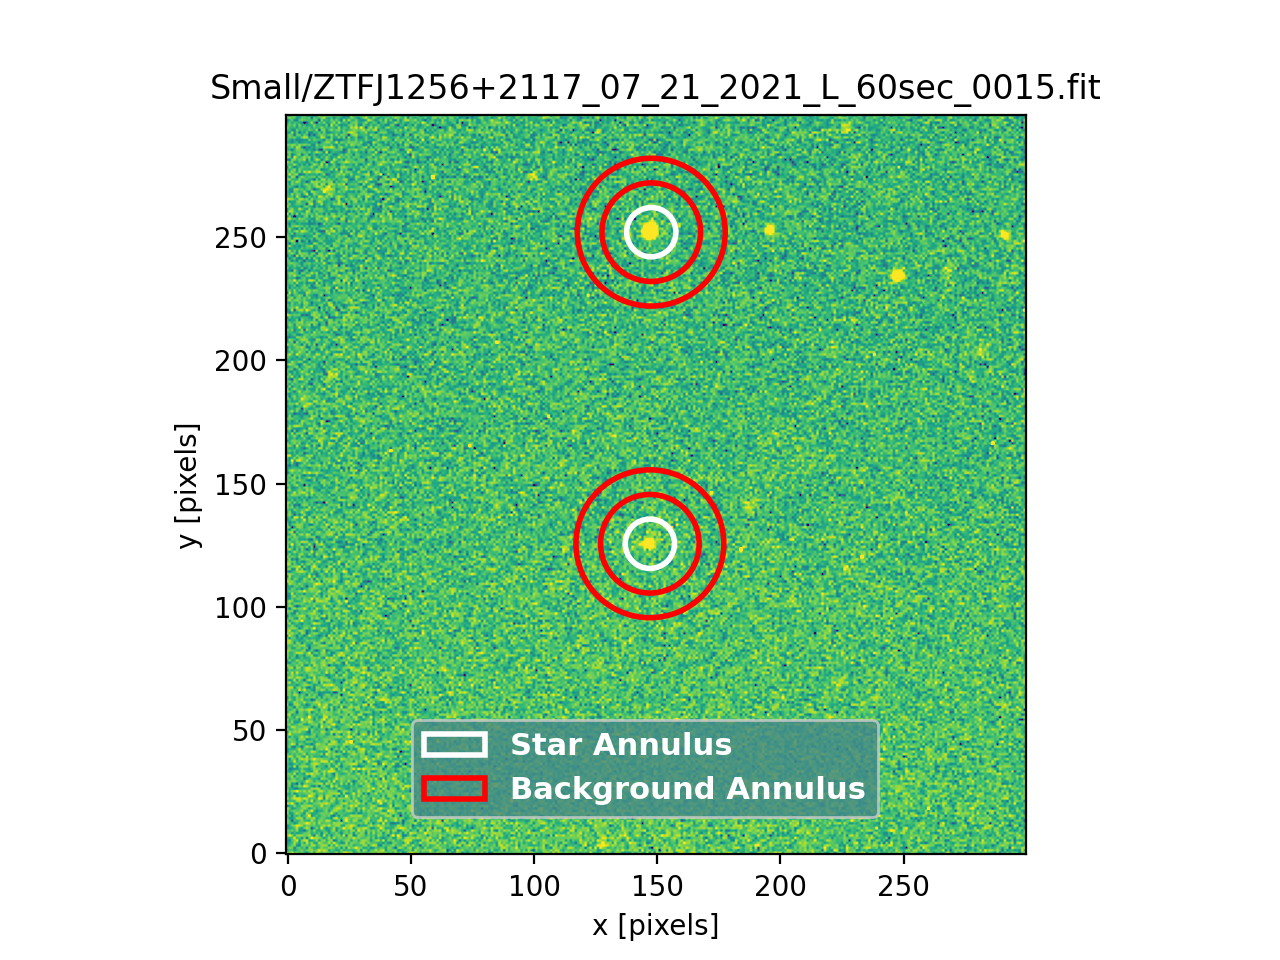 Small/ZTFJ1256+2117_07_21_2021_L_60sec_0015.fit
250
200
150
100
50
0
y [pixels]
Star Annulus
Background Annulus
0 50 100 150 200 250
x [pixels]